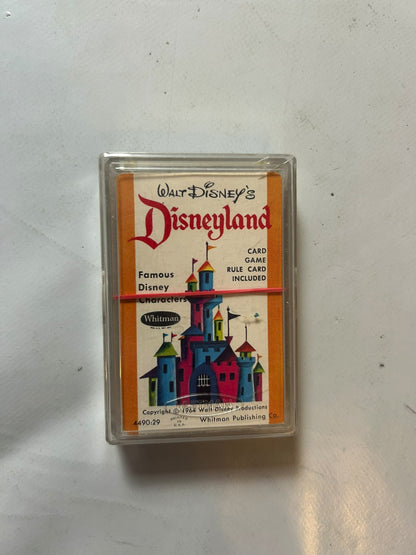 Walt Disney's
Disneyland
CARD
GAME
RULE CARD
INCLUDED
Famous
Disney
Characters
Whitman
Copyright © 1964 Walt Disney Productions
4490:29 Whitman Publishing Co.